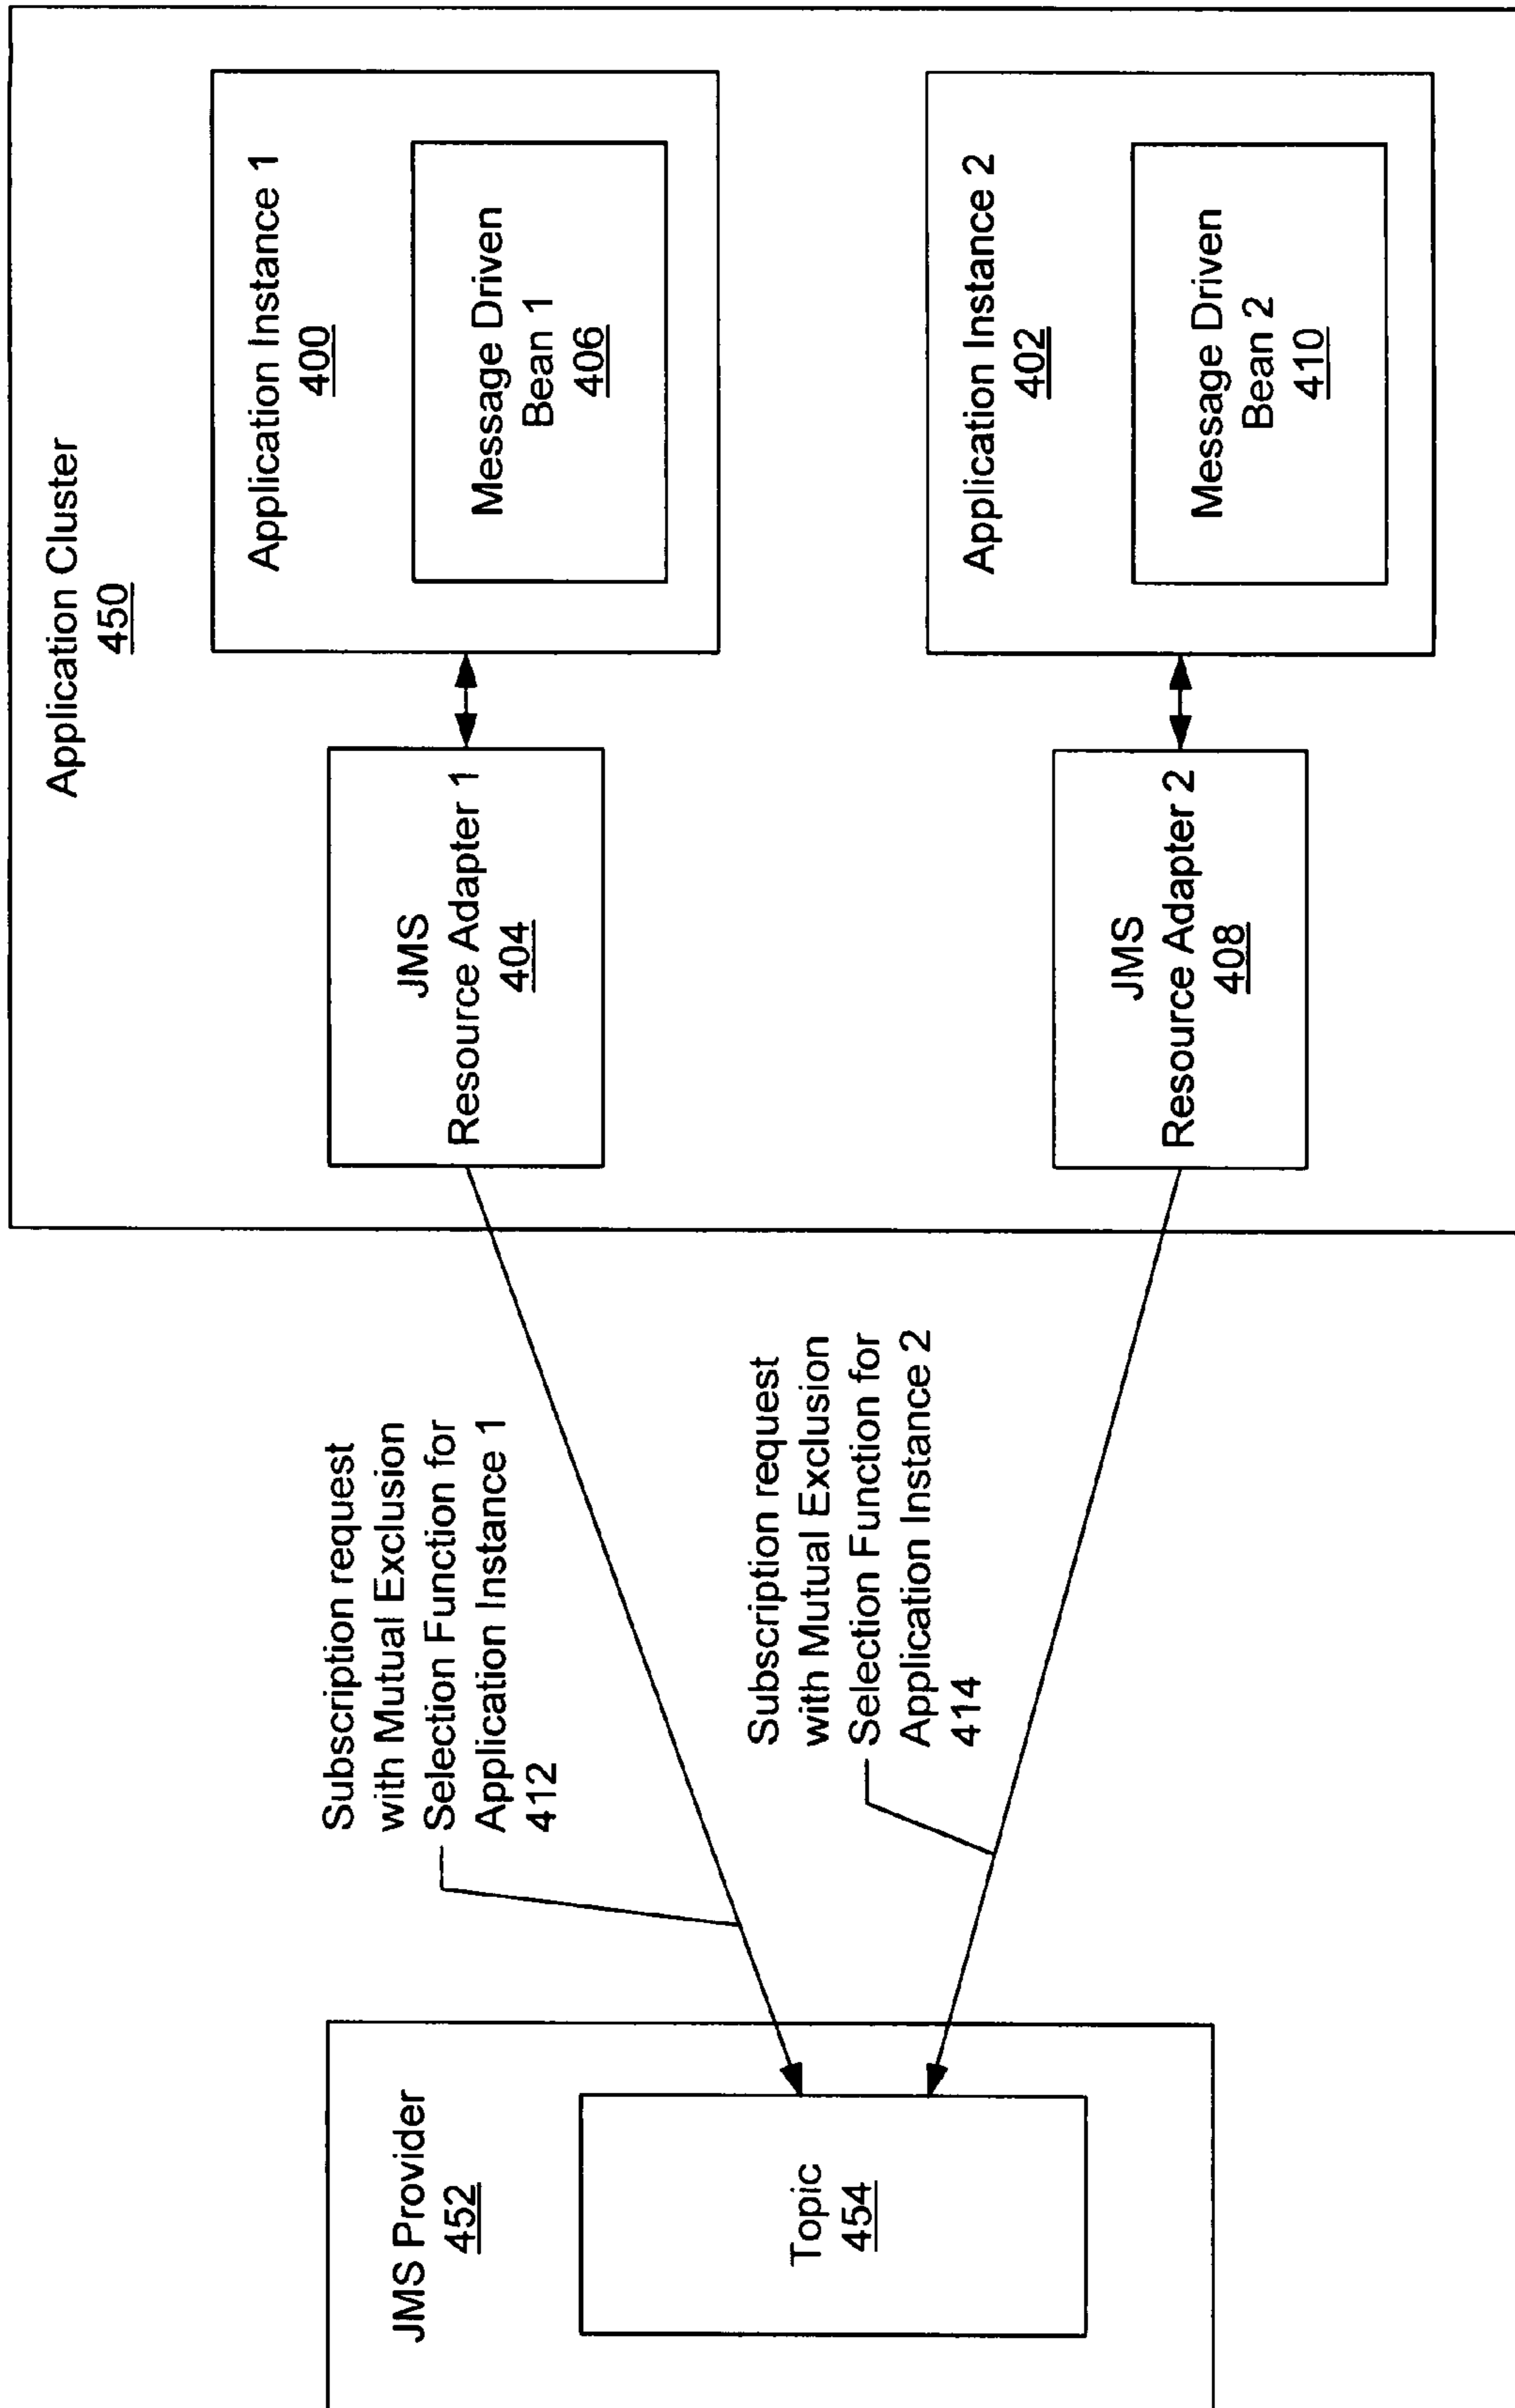 JMS Provider
452
Topic
454
Subscription request
with Mutual Exclusion
Selection Function for
Application Instance 1
412
Subscription request
with Mutual Exclusion
Selection Function for
Application Instance 2
414
Application Cluster
450
JMS
Resource Adapter 1
404
Application Instance 1
400
Message Driven
Bean 1
406
JMS
Resource Adapter 2
408
Application Instance 2
402
Message Driven
Bean 2
410